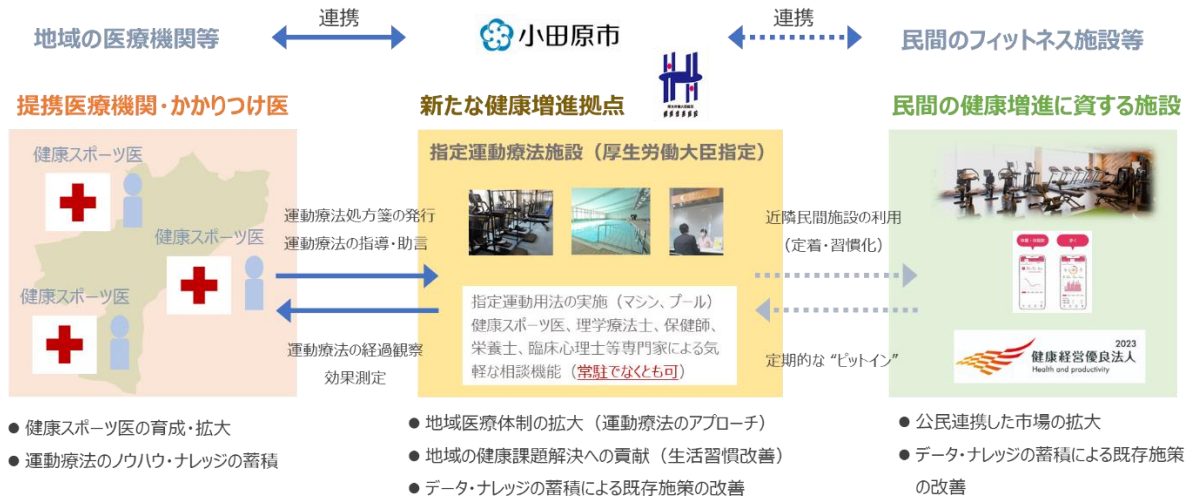 連携
連携
地域の医療機関等
小田原市
民間のフィットネス施設等
提携医療機関・かかりつけ医
新たな健康増進拠点
民間の健康増進に資する施設
健康スポーツ医
健康スポーツ医
健康スポーツ医
運動療法処方箋の発行
運動療法の指導・助言
運動療法の経過観察
効果測定
指定運動療法施設（厚生労働大臣指定）
指定運動用法の実施（マシン、プール）
健康スポーツ医、理学療法士、保健師、
栄養士、臨床心理士等専門家による気
軽な相談機能（常駐でなくとも可）
近隣民間施設の利用
（定着・習慣化）
定期的な “ピットイン”
2023
健康経営優良法人
Health and productivity
● 健康スポーツ医の育成・拡大
● 運動療法のノウハウ・ナレッジの蓄積
● 地域医療体制の拡大（運動療法のアプローチ）
● 地域の健康課題解決への貢献（生活習慣改善）
● データ・ナレッジの蓄積による既存施策の改善
● 公民連携した市場の拡大
● データ・ナレッジの蓄積による既存施策
の改善